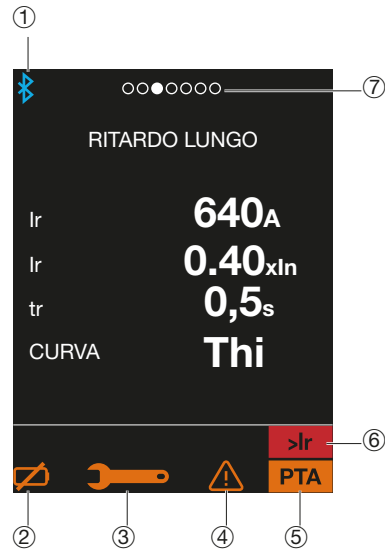 ①
⑦
RITARDO LUNGO
Ir 640A
Ir 0.40xIn
tr 0,5s
CURVA Thi
>Ir ⑥
PTA
② ③ ④ ⑤